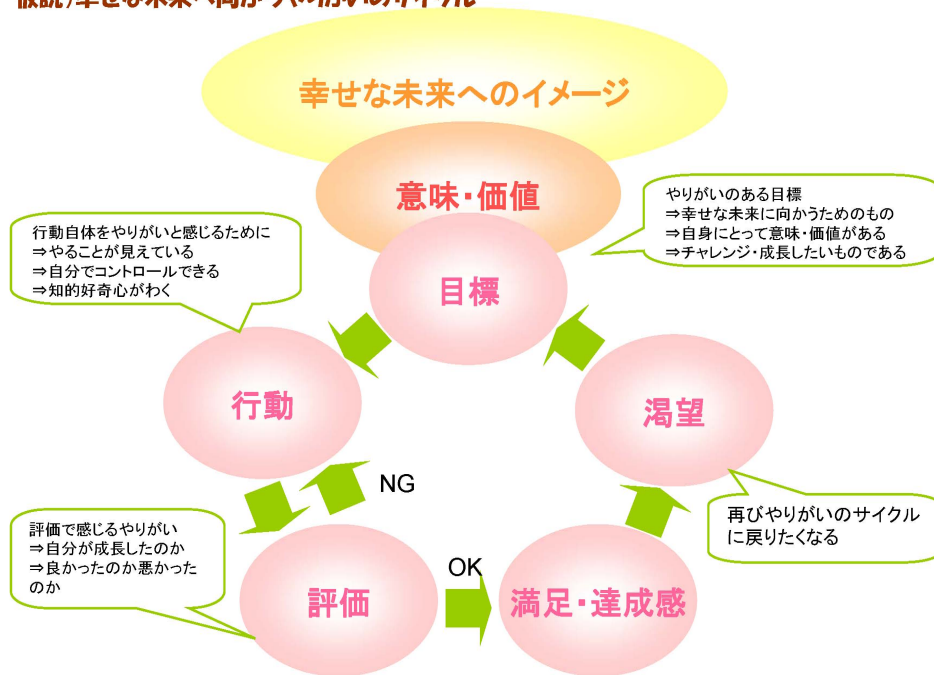 幸せな未来へのイメージ
意味・価値
やりがいのある目標
⇒幸せな未来に向かうためのもの
⇒自身にとって意味・価値がある
⇒チャレンジ・成長したいものである
行動自体をやりがいと感じるために
⇒やることが見えている
⇒自分でコントロールできる
⇒知的好奇心がわく
目標
行動
渇望
NG
再びやりがいのサイクル
に戻りたくなる
評価で感じるやりがい
⇒自分が成長したのか
⇒良かったのか悪かった
のか
OK
評価
満足・達成感